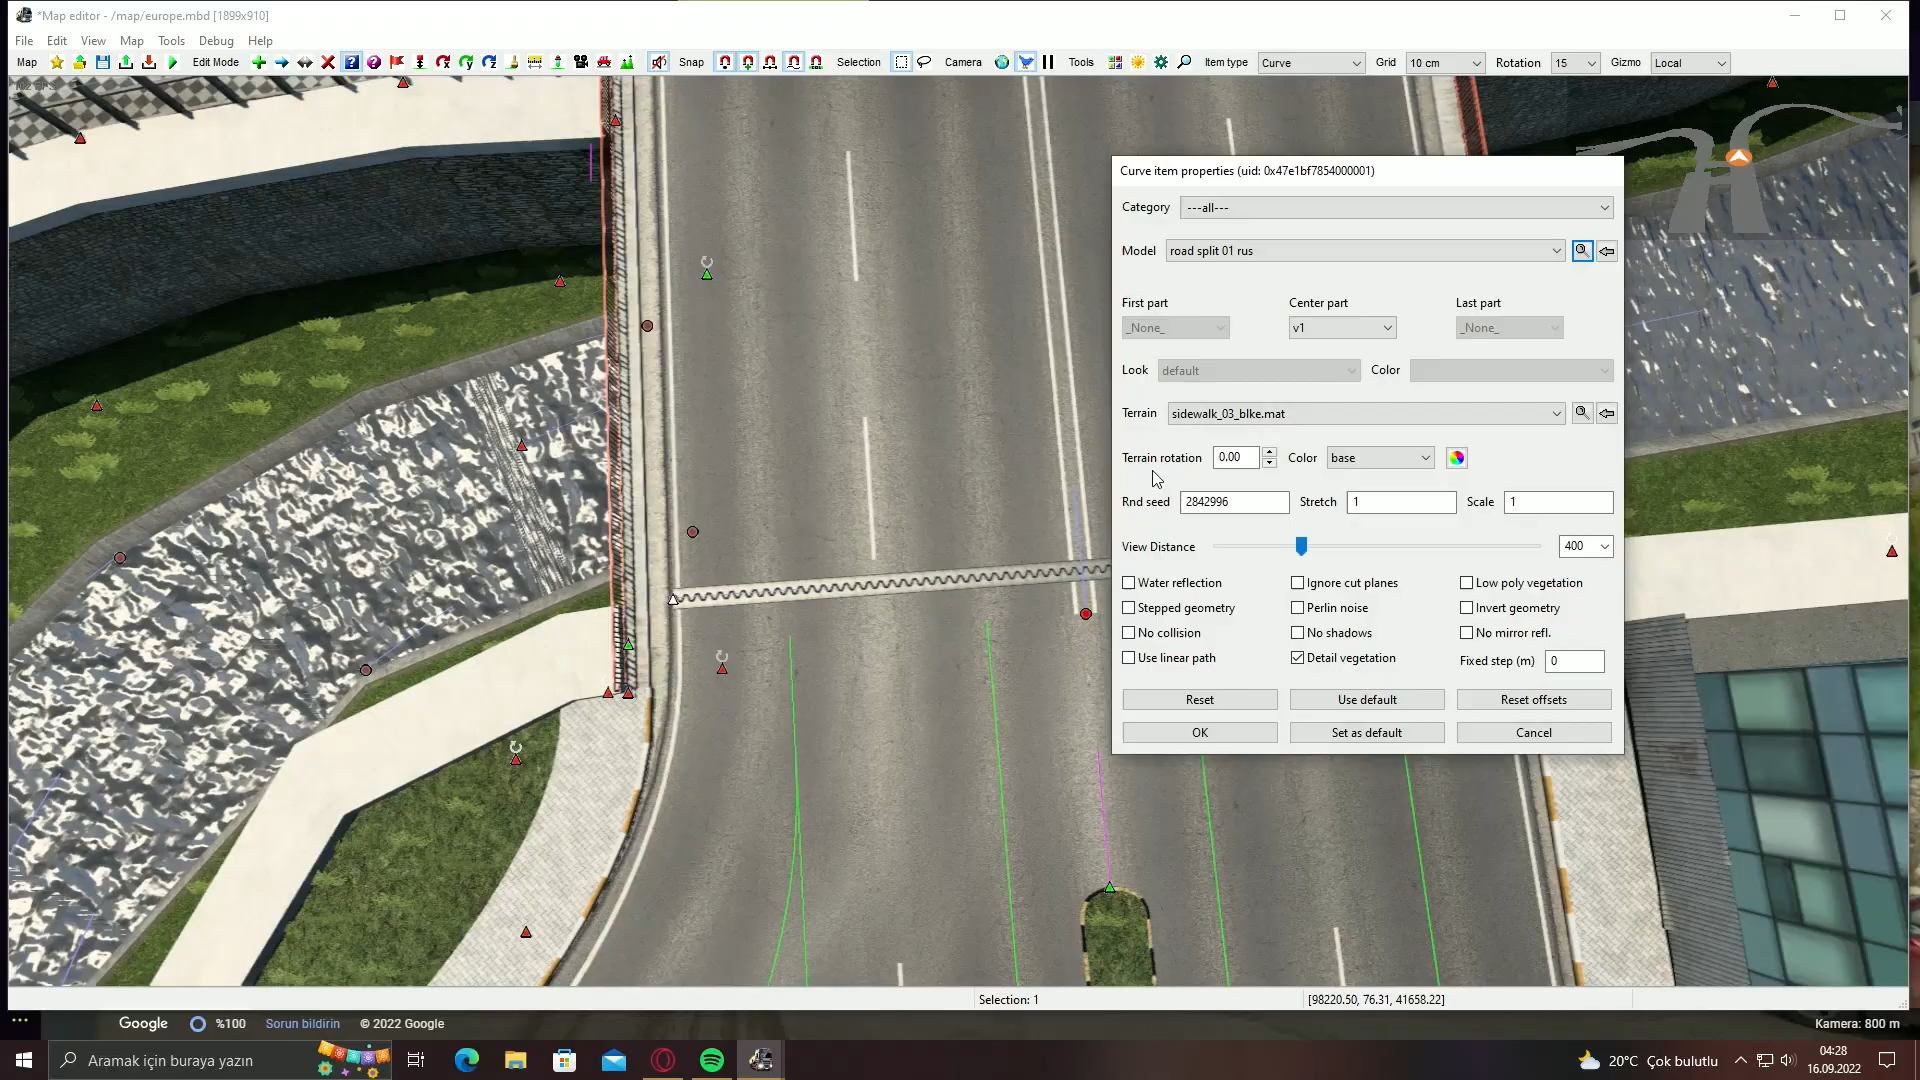 *Map editor - /map/europe.mbd [1899x910]
File Edit View Map Tools Debug Help
Map Edit Mode Snap Selection Camera Tools Item type Curve Grid 10 cm Rotation 15 Gizmo Local
Curve item properties (uid: 0x47e1bf7854000001)
Category ---all---
Model road split 01 rus
First part Center part Last part
_None_ v1 _None_
Look default Color
Terrain sidewalk_03_blke.mat
Terrain rotation 0.00 Color base
Rnd seed 2842996 Stretch 1 Scale 1
View Distance 400
Water reflection Ignore cut planes Low poly vegetation
Stepped geometry Perlin noise Invert geometry
No collision No shadows No mirror refl.
Use linear path Detail vegetation Fixed step (m) 0
Reset Use default Reset offsets
OK Set as default Cancel
Selection: 1 [98220.50, 76.31, 41658.22]
Google %100 Sorun bildirin © 2022 Google Kamera: 800 m
Aramak için buraya yazın 20°C Çok bulutlu 04:28
16.09.2022